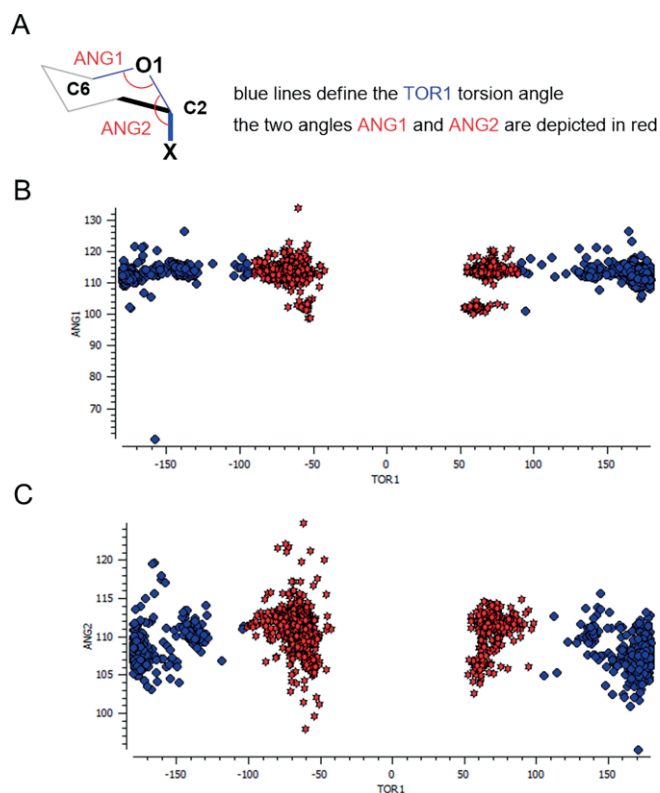 A
ANG1
O1
C6
C2
ANG2
X
blue lines define the TOR1 torsion angle
the two angles ANG1 and ANG2 are depicted in red
B
130
120
110
100
90
80
70
ANG1
-150
-100
-50
0
50
100
150
TOR1
C
120
115
110
105
100
ANG2
-150
-100
-50
0
50
100
150
TOR1